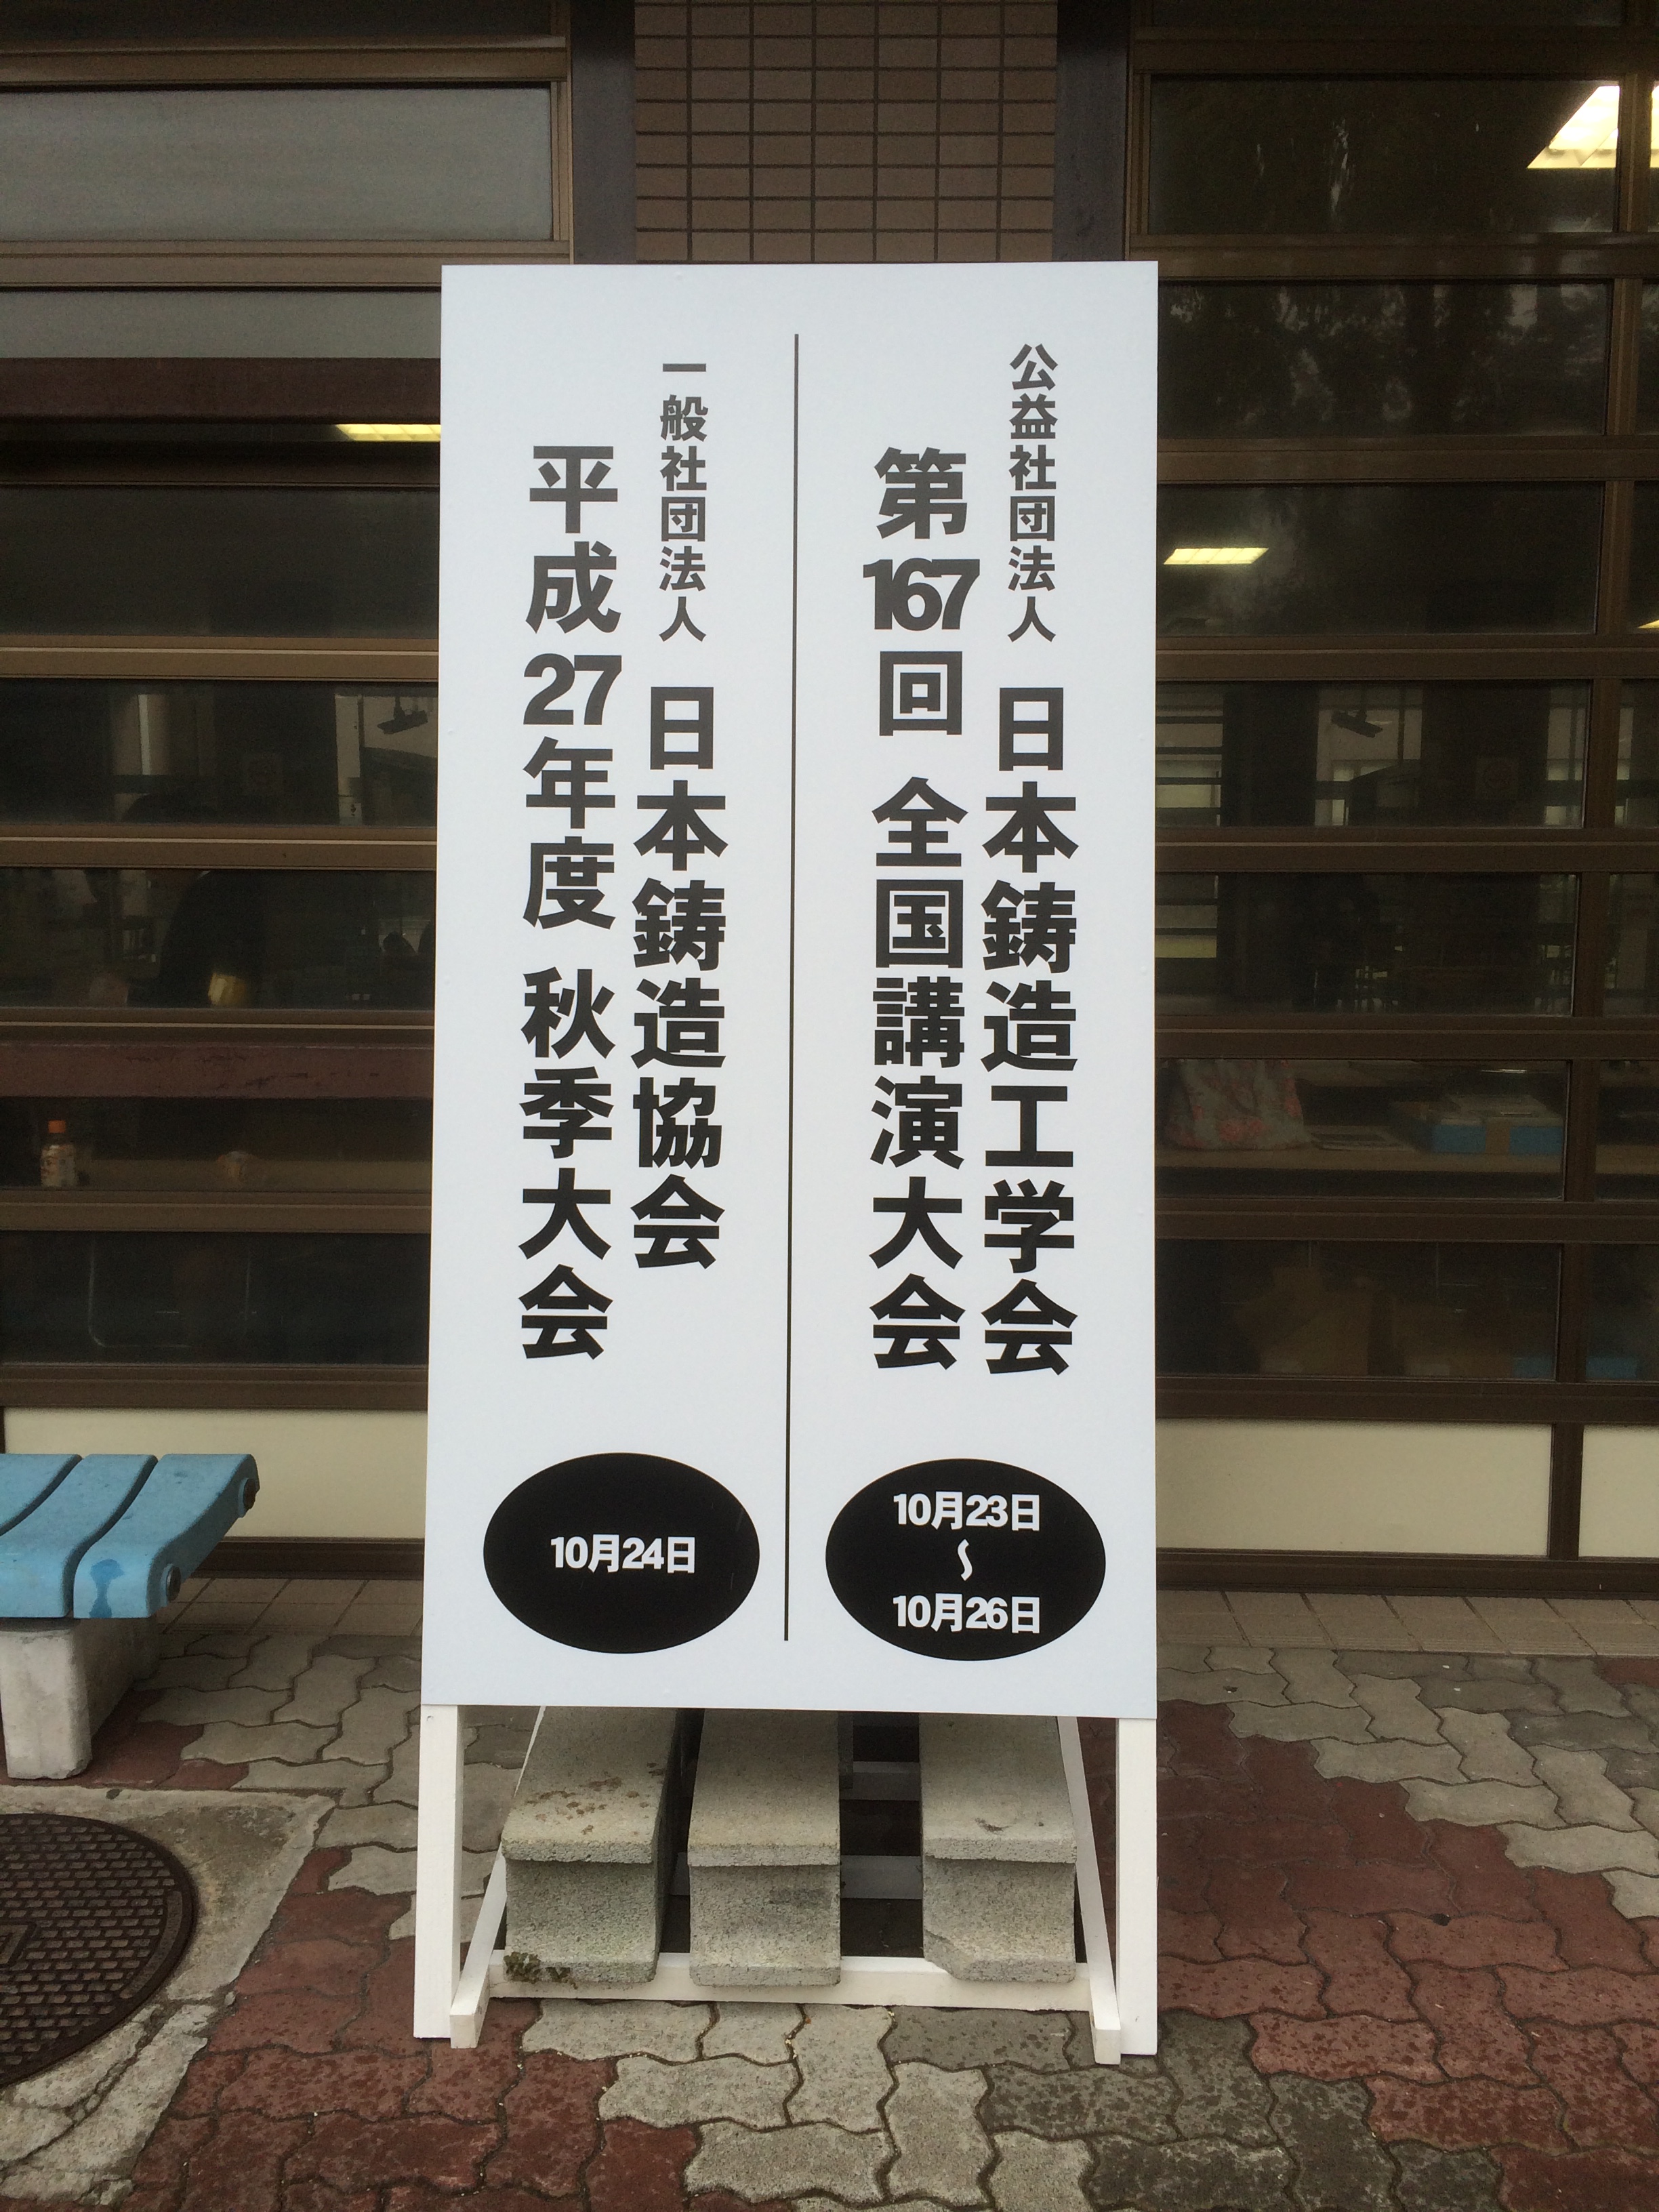 公益社団法人 日本鋳造工学会
第167回 全国講演大会
10月23日
〜
10月26日
一般社団法人 日本鋳造協会
平成27年度 秋季大会
10月24日